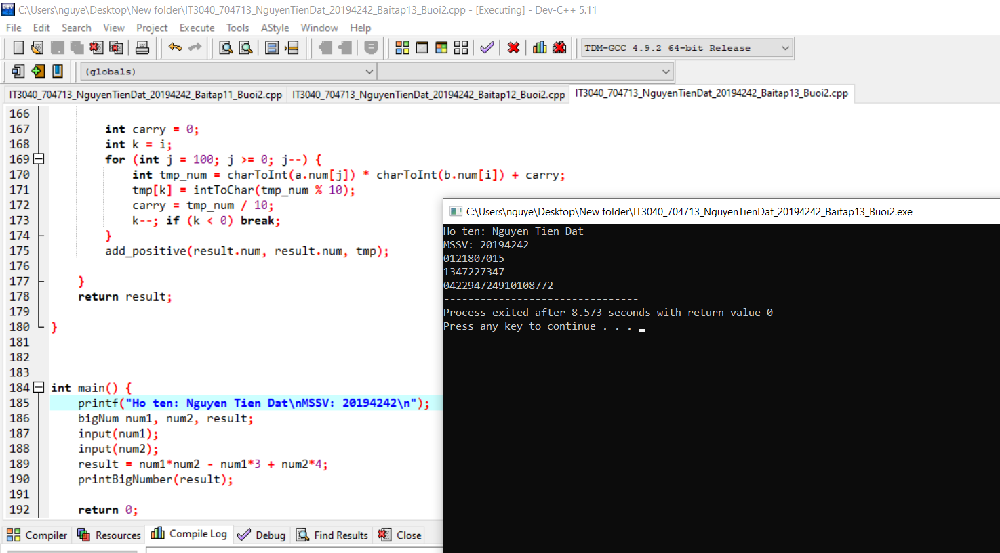 C:\Users\nguye\Desktop\New folder\IT3040_704713_NguyenTienDat_20194242_Baitap13_Buoi2.cpp - [Executing] - Dev-C++ 5.11
File Edit Search View Project Execute Tools AStyle Window Help
TDM-GCC 4.9.2 64-bit Release
(globals)
IT3040_704713_NguyenTienDat_20194242_Baitap11_Buoi2.cpp IT3040_704713_NguyenTienDat_20194242_Baitap12_Buoi2.cpp IT3040_704713_NguyenTienDat_20194242_Baitap13_Buoi2.cpp
166
167 int carry = 0;
168 int k = i;
169 for (int j = 100; j >= 0; j--) {
170 int tmp_num = charToInt(a.num[j]) * charToInt(b.num[i]) + carry;
171 tmp[k] = intToChar(tmp_num % 10);
172 carry = tmp_num / 10;
173 k--; if (k < 0) break;
174 }
175 add_positive(result.num, result.num, tmp);
176
177 }
178 return result;
179
180 }
181
182
183
184 int main() {
185 printf("Ho ten: Nguyen Tien Dat\nMSSV: 20194242\n");
186 bigNum num1, num2, result;
187 input(num1);
188 input(num2);
189 result = num1*num2 - num1*3 + num2*4;
190 printBigNumber(result);
191
192 return 0;
C:\Users\nguye\Desktop\New folder\IT3040_704713_NguyenTienDat_20194242_Baitap13_Buoi2.exe
Ho ten: Nguyen Tien Dat
MSSV: 20194242
0121807015
1347227347
042294724910108772
--------------------------------
Process exited after 8.573 seconds with return value 0
Press any key to continue . . .
Compiler Resources Compile Log Debug Find Results Close